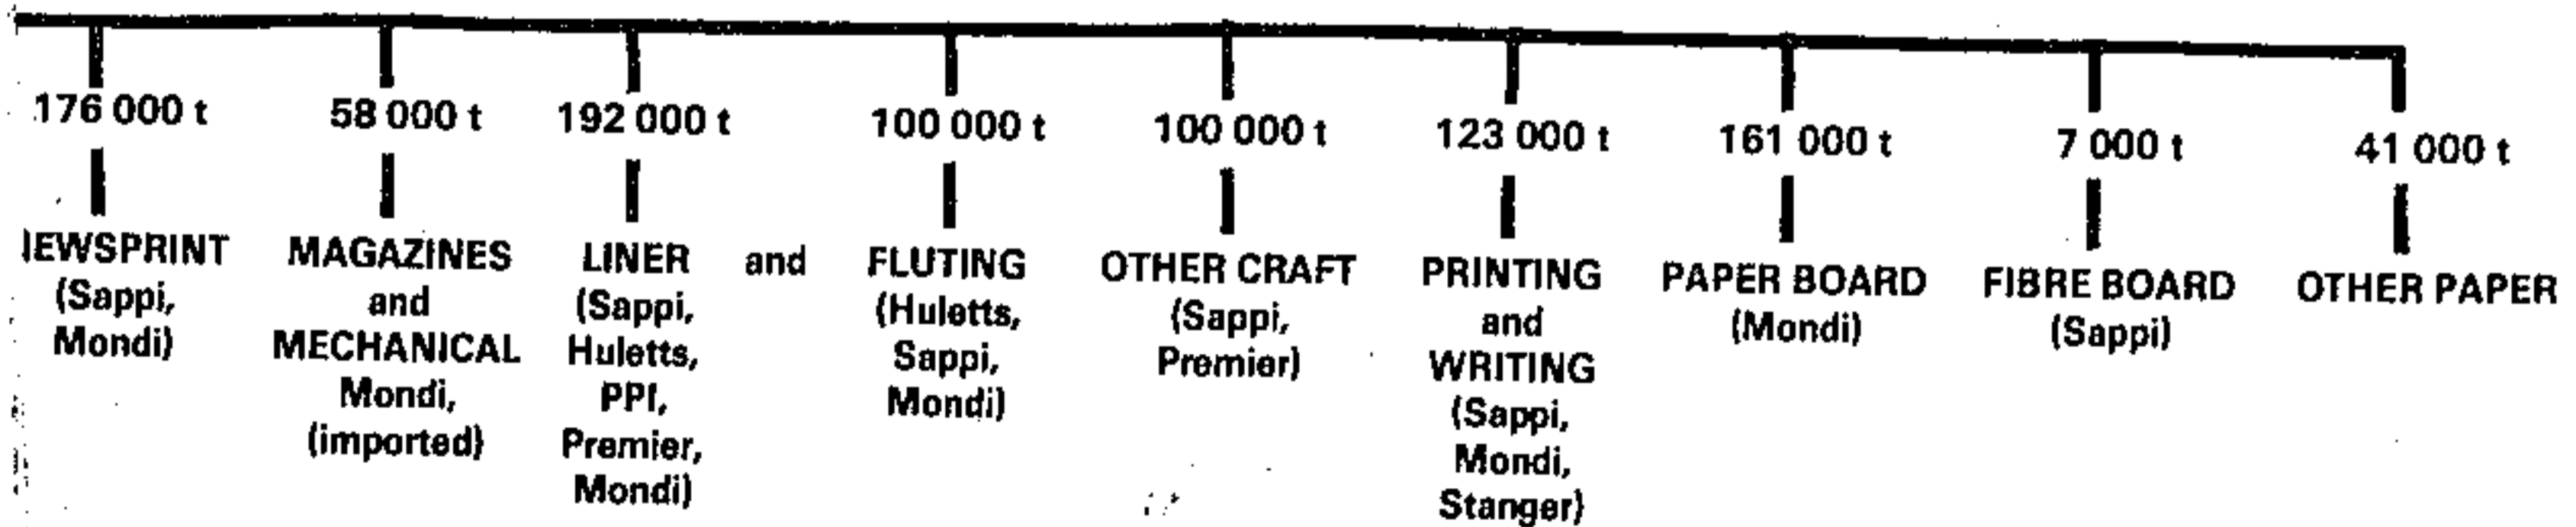 176 000 t
58 000 t
192 000 t
100 000 t
100 000 t
123 000 t
161 000 t
7 000 t
41 000 t
IEWSPRINT
(Sappi,
Mondi)
MAGAZINES
and
MECHANICAL
Mondi,
(imported)
LINER and
(Sappi,
Huletts,
PPI,
Premier,
Mondi)
FLUTING
(Huletts,
Sappi,
Mondi)
OTHER CRAFT
(Sappi,
Premier)
PRINTING
and
WRITING
(Sappi,
Mondi,
Stanger)
PAPER BOARD
(Mondi)
FIBRE BOARD
(Sappi)
OTHER PAPER